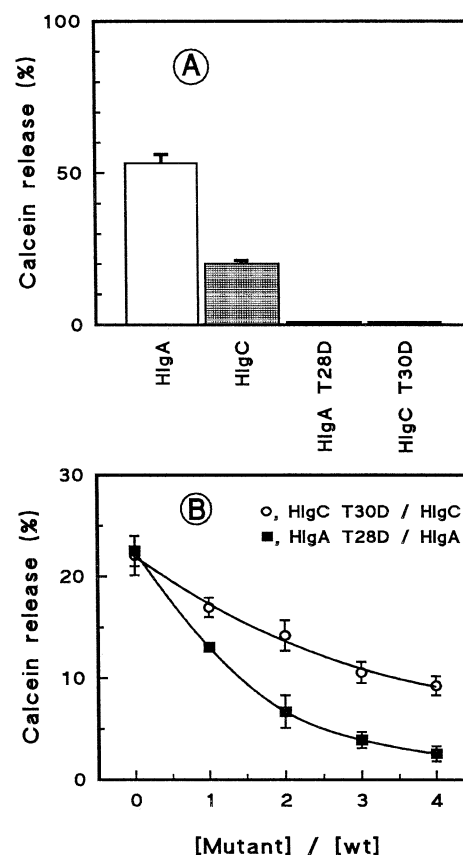 100
A
Calcein release (%)
50
0
HlgA
HlgC
HlgA T28D
HlgC T30D
30
B
○, HlgC T30D / HlgC
■, HlgA T28D / HlgA
Calcein release (%)
20
10
0
0 1 2 3 4
[Mutant] / [wt]